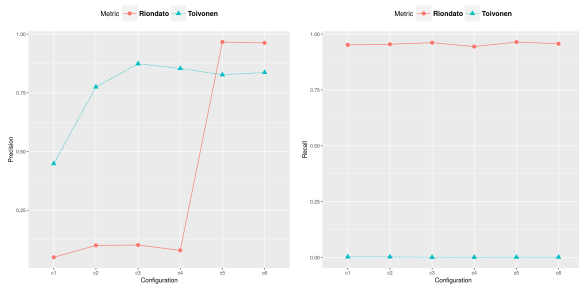 Metric Riondato Toivonen
1.00
0.75
0.50
0.25
Precision
c1 c2 c3 c4 c5 c6
Configuration
Metric Riondato Toivonen
1.00
0.75
0.50
0.25
0.00
Recall
c1 c2 c3 c4 c5 c6
Configuration